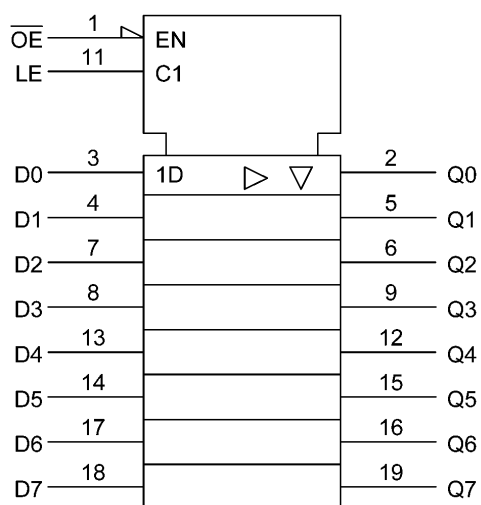 OE 1 EN
LE 11 C1
D0 3 1D 2 Q0
D1 4 5 Q1
D2 7 6 Q2
D3 8 9 Q3
D4 13 12 Q4
D5 14 15 Q5
D6 17 16 Q6
D7 18 19 Q7